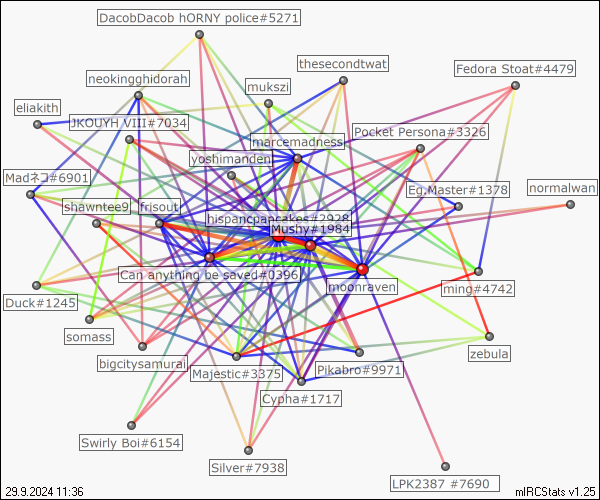 DacobDacob hORNY police#5271
thesecondtwat
Fedora Stoat#4479
neokingghidorah
mukszi
eliakith
JKOUYH VIII#7034
Pocket Persona#3326
marcemadness
yoshimanden
Madネコ#6901
Eg,Master#1378
normalwan
shawntee9
frjsout
hispancpancakes#2928
Mushy#1984
Can anything be saved#0396
moonraven
ming#4742
Duck#1245
somass
zebula
bigcitysamurai
Majestic#3375
Pikabro#9971
Cypha#1717
Swirly Boi#6154
Silver#7938
LPK2387 #7690
29.9.2024 11:36
mIRCStats v1.25